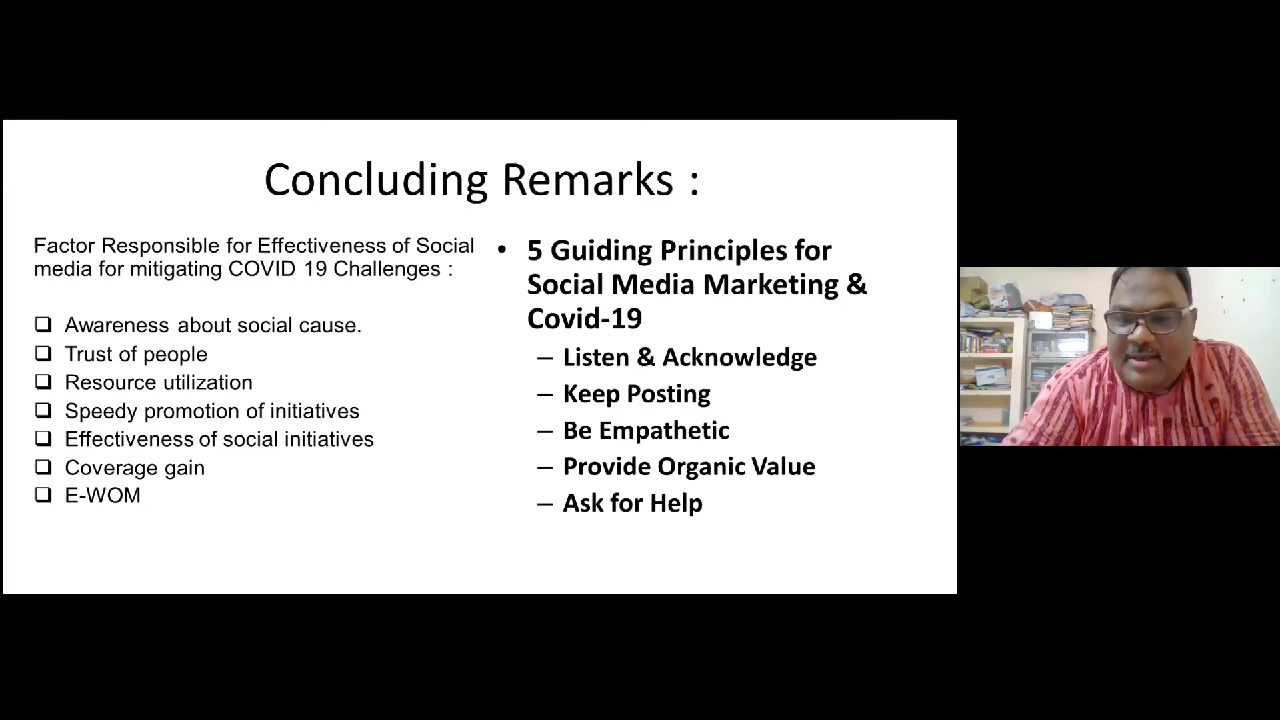 Concluding Remarks :
Factor Responsible for Effectiveness of Social
media for mitigating COVID 19 Challenges :
❑ Awareness about social cause.
❑ Trust of people
❑ Resource utilization
❑ Speedy promotion of initiatives
❑ Effectiveness of social initiatives
❑ Coverage gain
❑ E-WOM
• 5 Guiding Principles for
Social Media Marketing &
Covid-19
– Listen & Acknowledge
– Keep Posting
– Be Empathetic
– Provide Organic Value
– Ask for Help